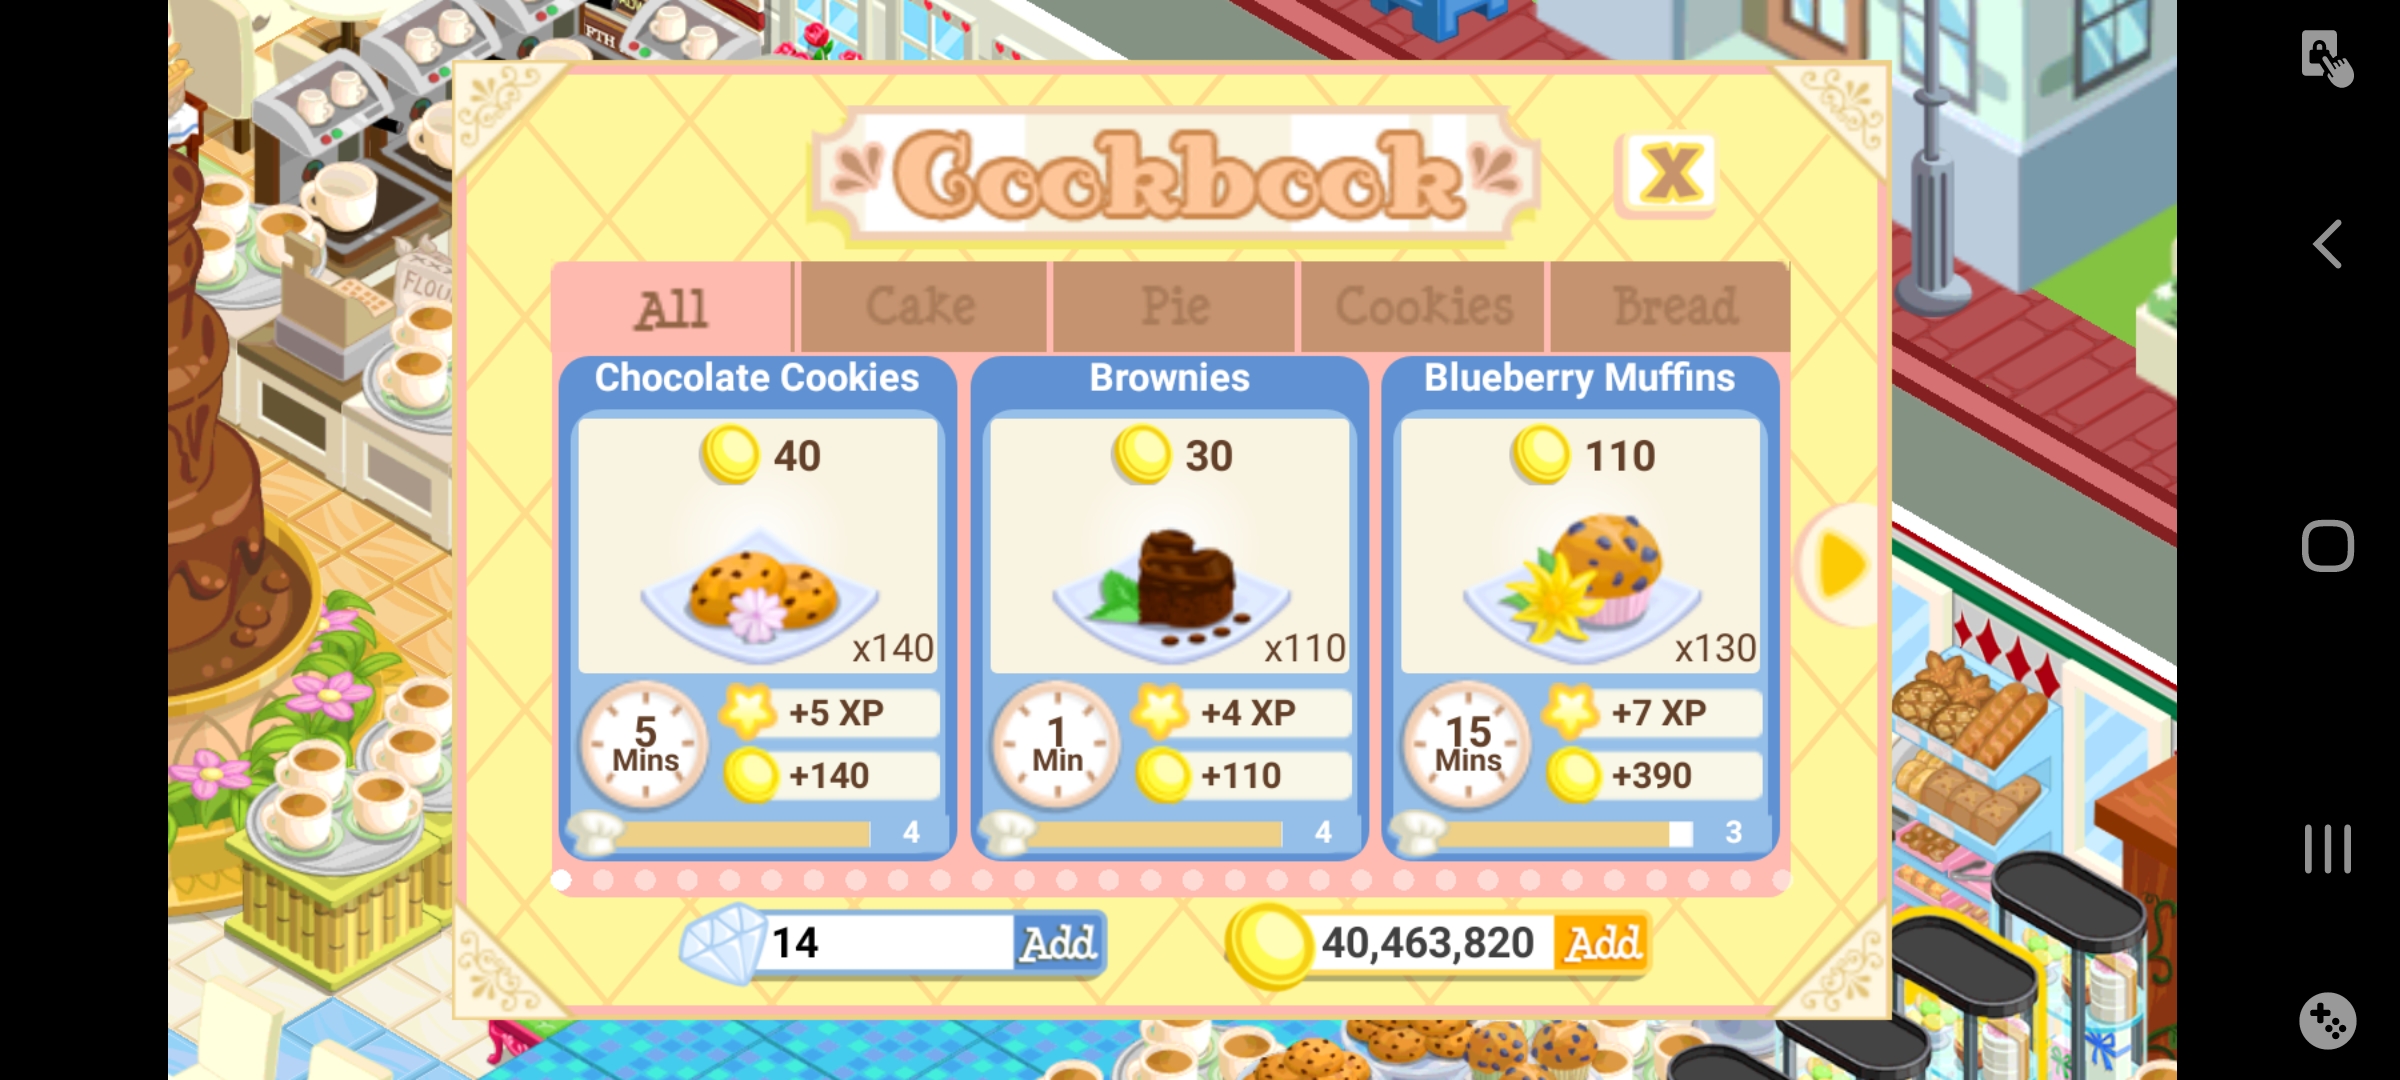 FTH
FLOU
Cookbook
X
All Cake Pie Cookies Bread
Chocolate Cookies
40
x140
5
Mins
+5 XP
+140
4
Brownies
30
x110
1
Min
+4 XP
+110
4
Blueberry Muffins
110
x130
15
Mins
+7 XP
+390
3
14 Add
40,463,820 Add